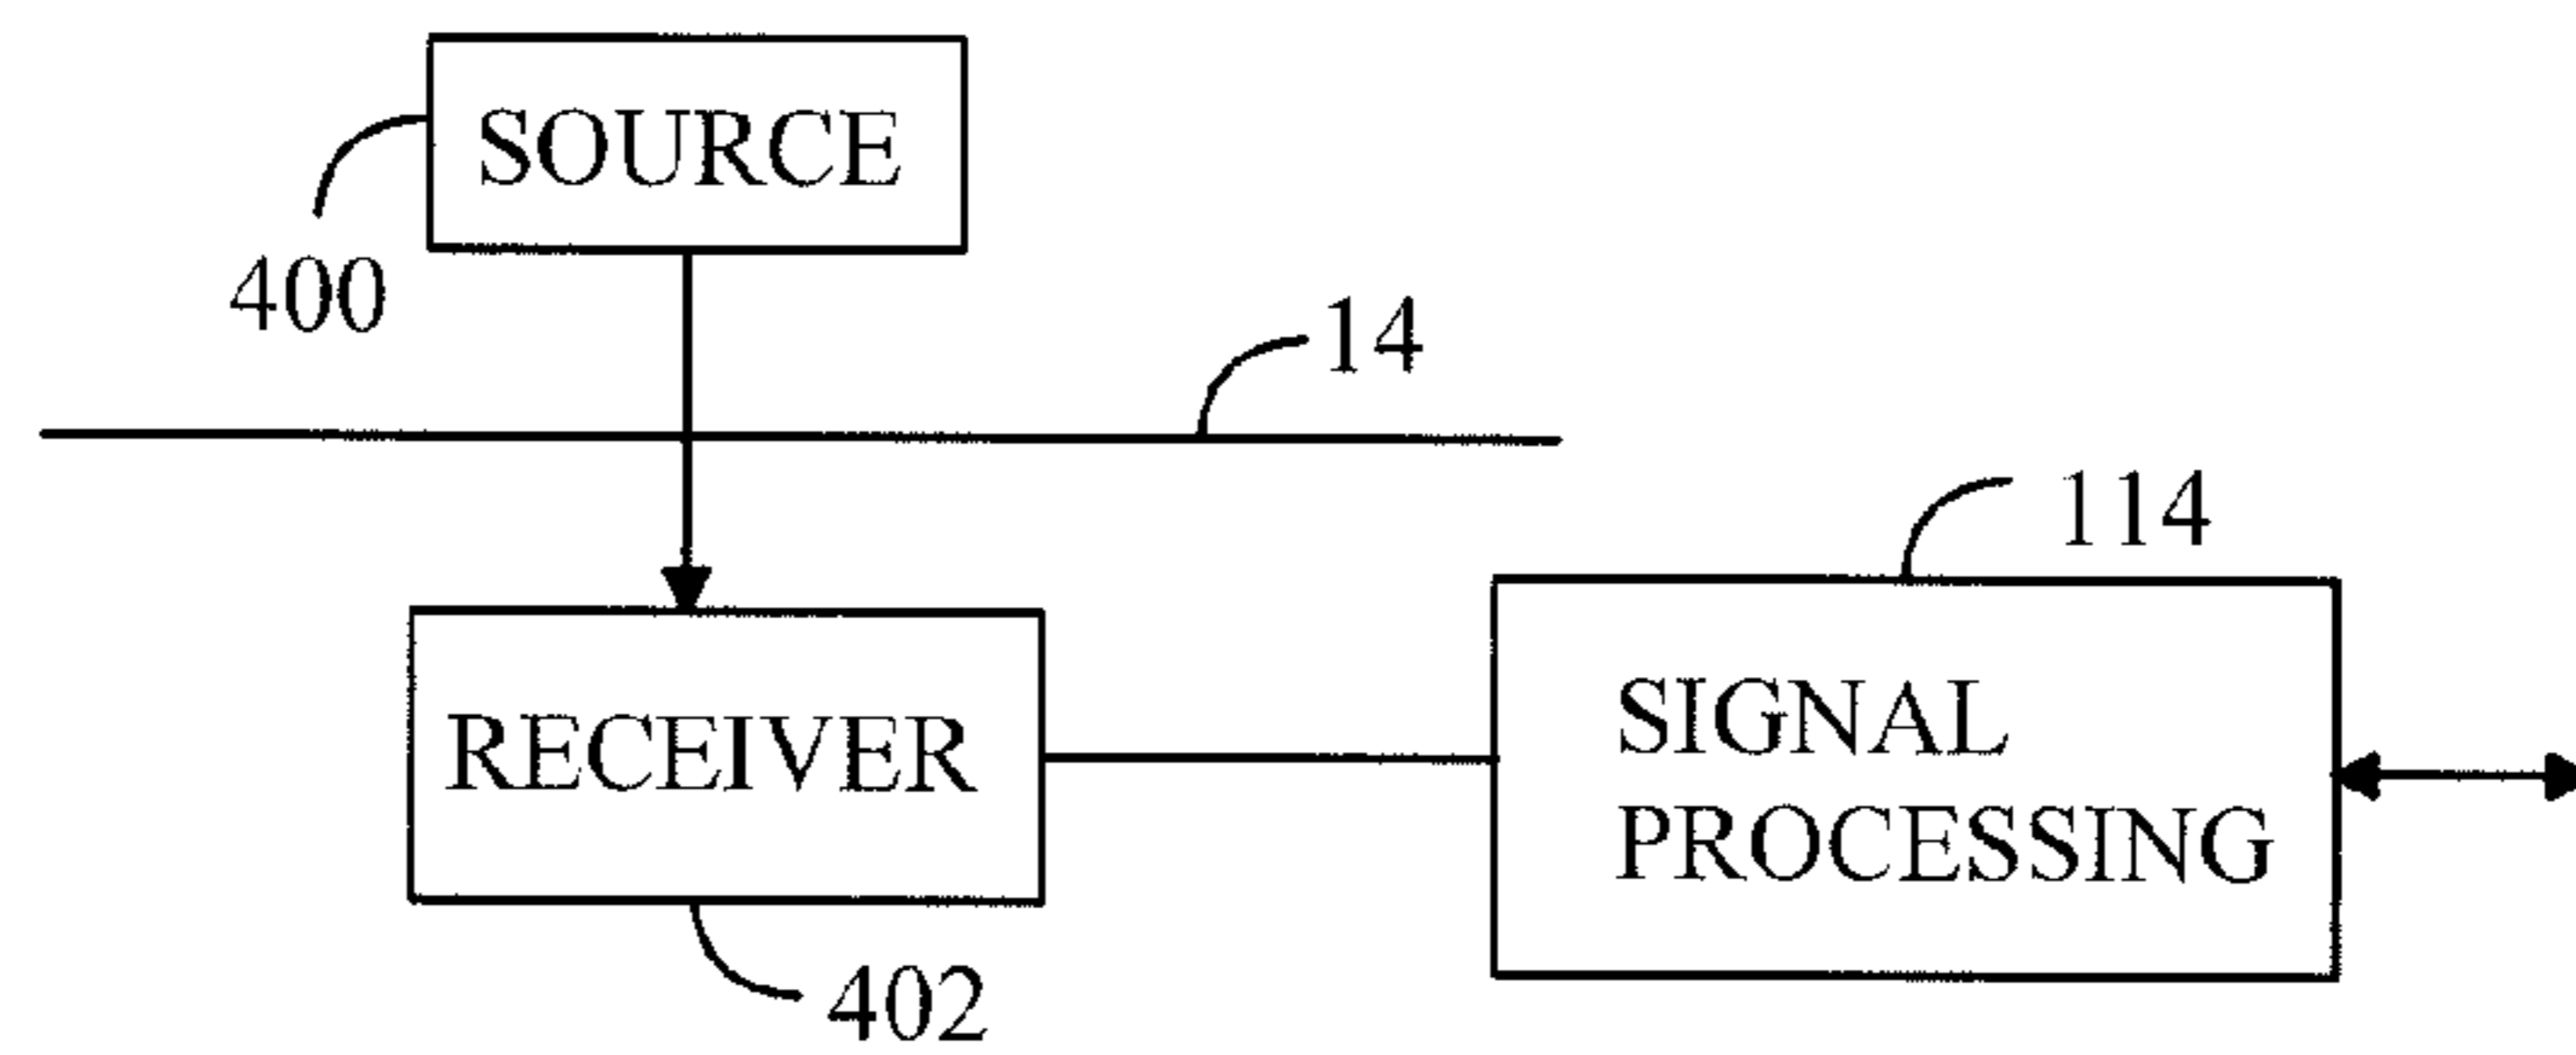 SOURCE
400
14
114
RECEIVER
SIGNAL
PROCESSING
402